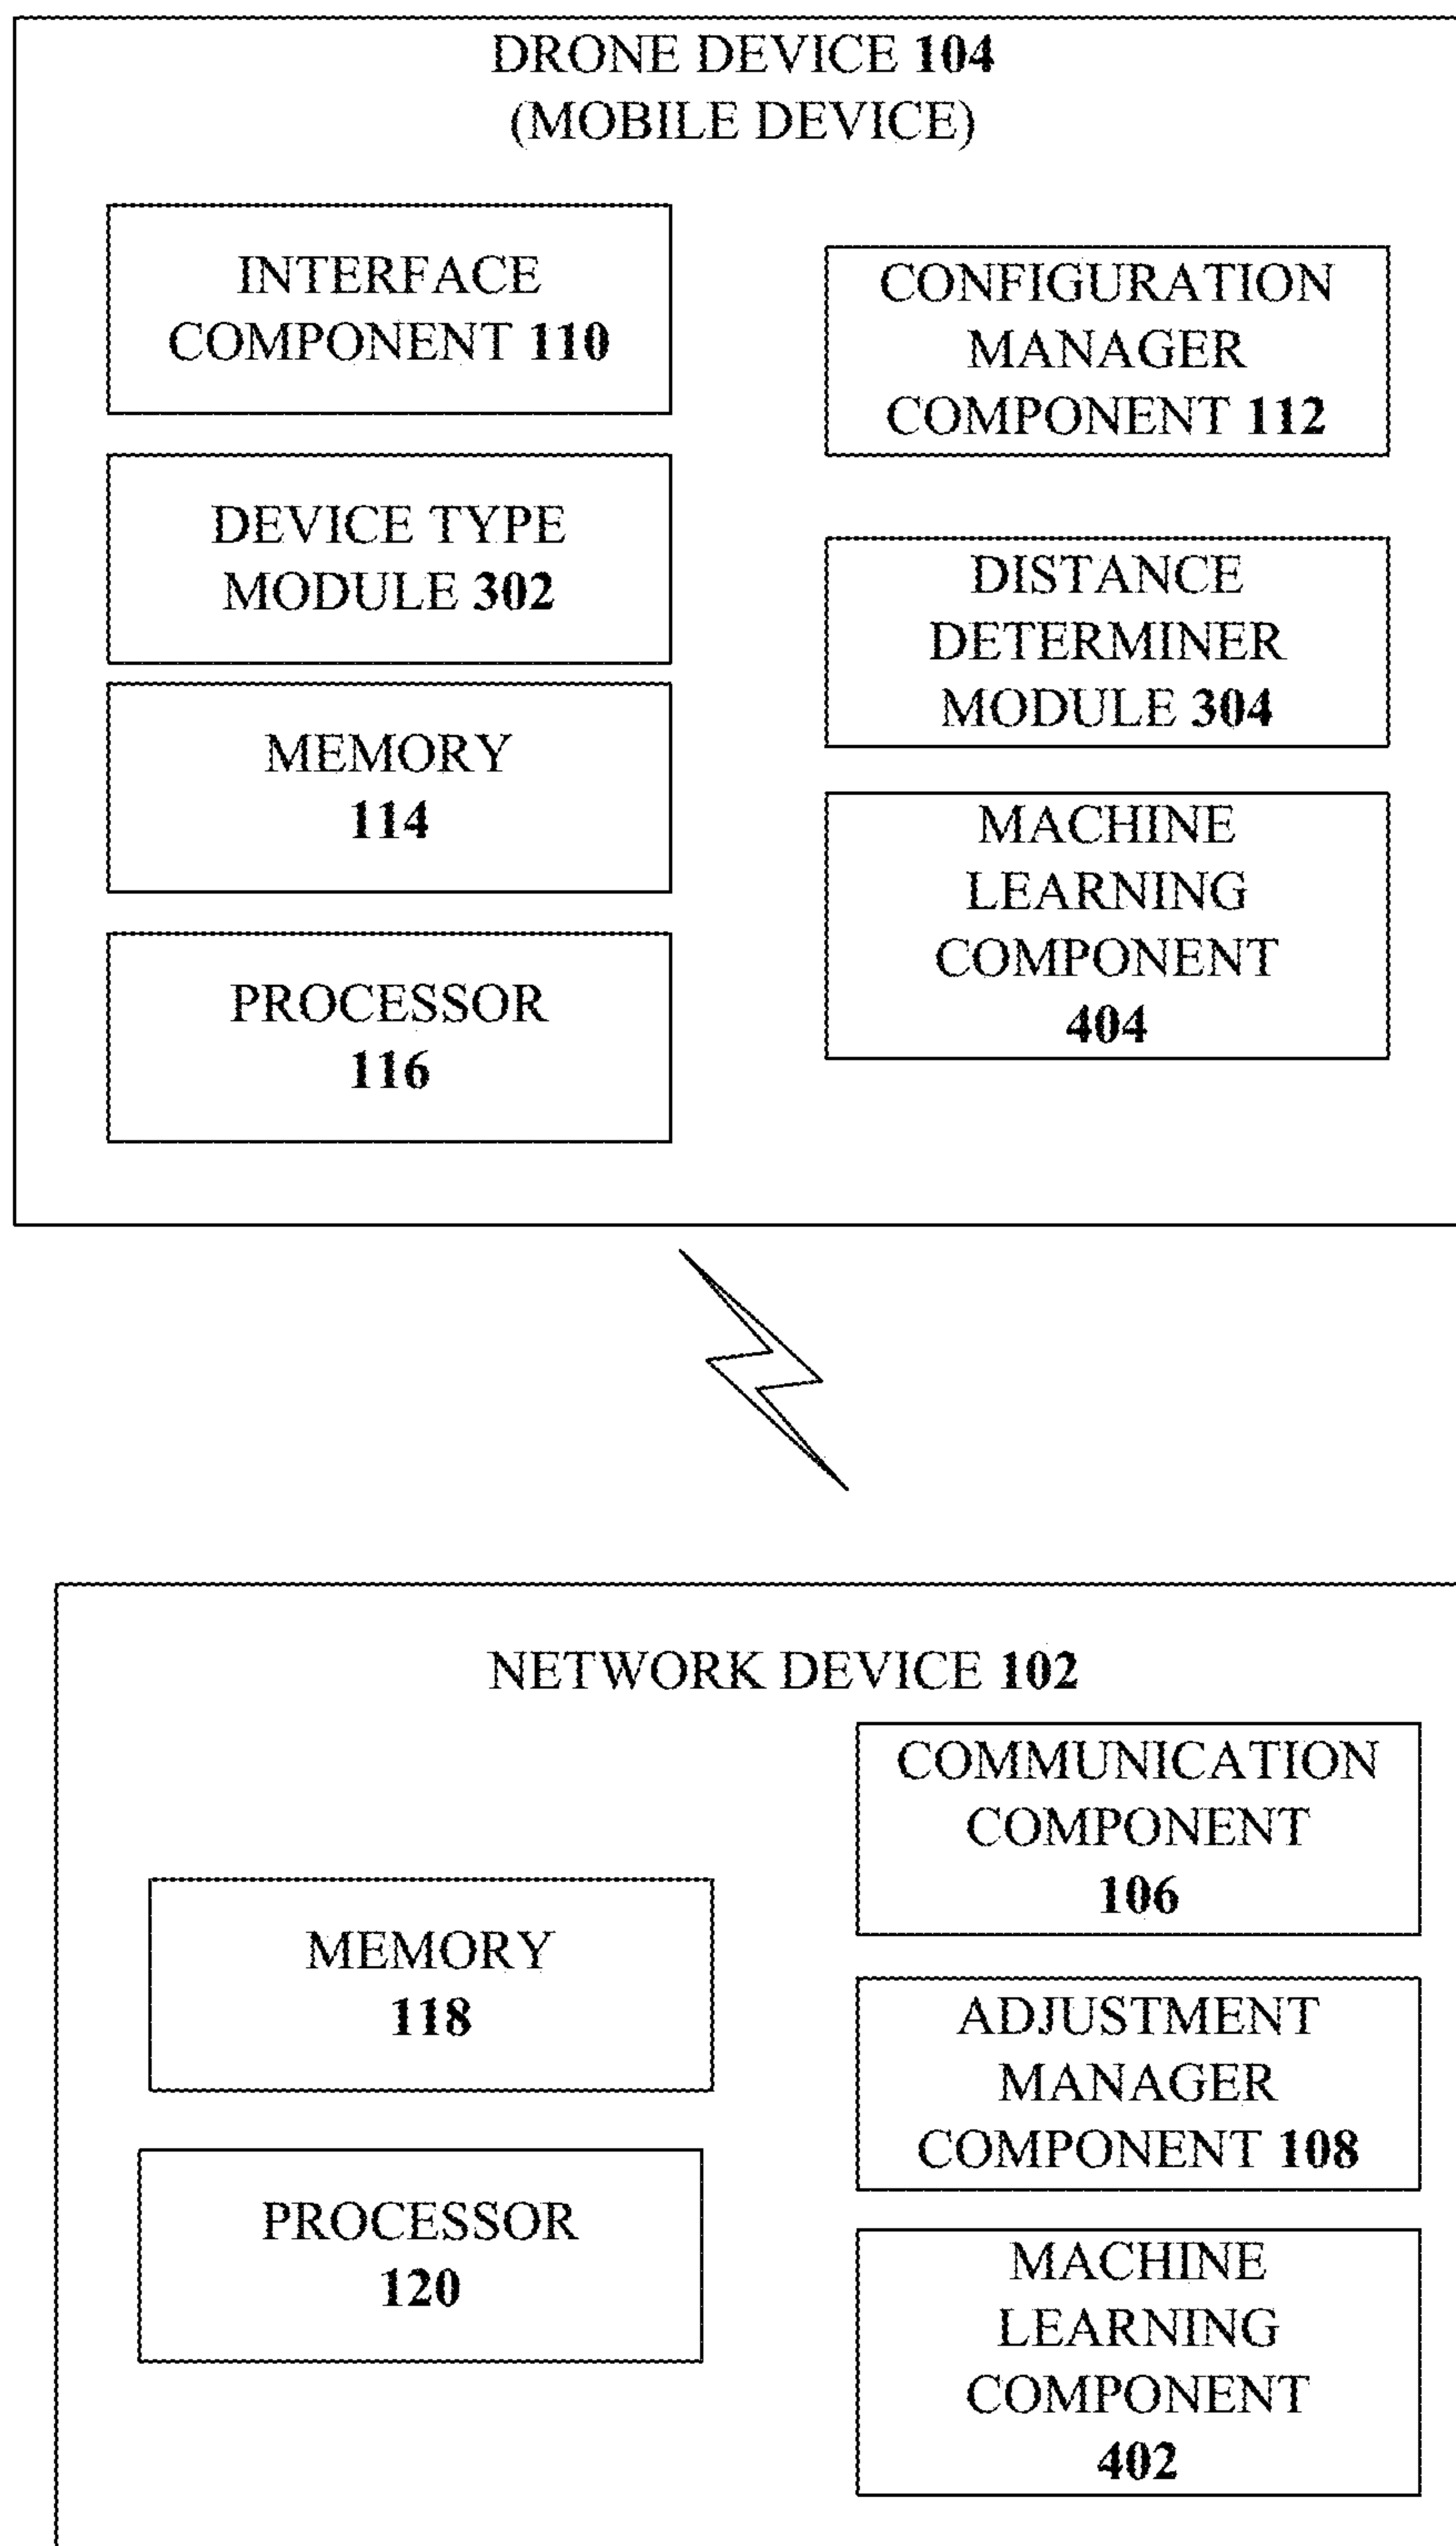 DRONE DEVICE 104
(MOBILE DEVICE)
INTERFACE
COMPONENT 110
DEVICE TYPE
MODULE 302
MEMORY
114
PROCESSOR
116
CONFIGURATION
MANAGER
COMPONENT 112
DISTANCE
DETERMINER
MODULE 304
MACHINE
LEARNING
COMPONENT
404
NETWORK DEVICE 102
MEMORY
118
PROCESSOR
120
COMMUNICATION
COMPONENT
106
ADJUSTMENT
MANAGER
COMPONENT 108
MACHINE
LEARNING
COMPONENT
402